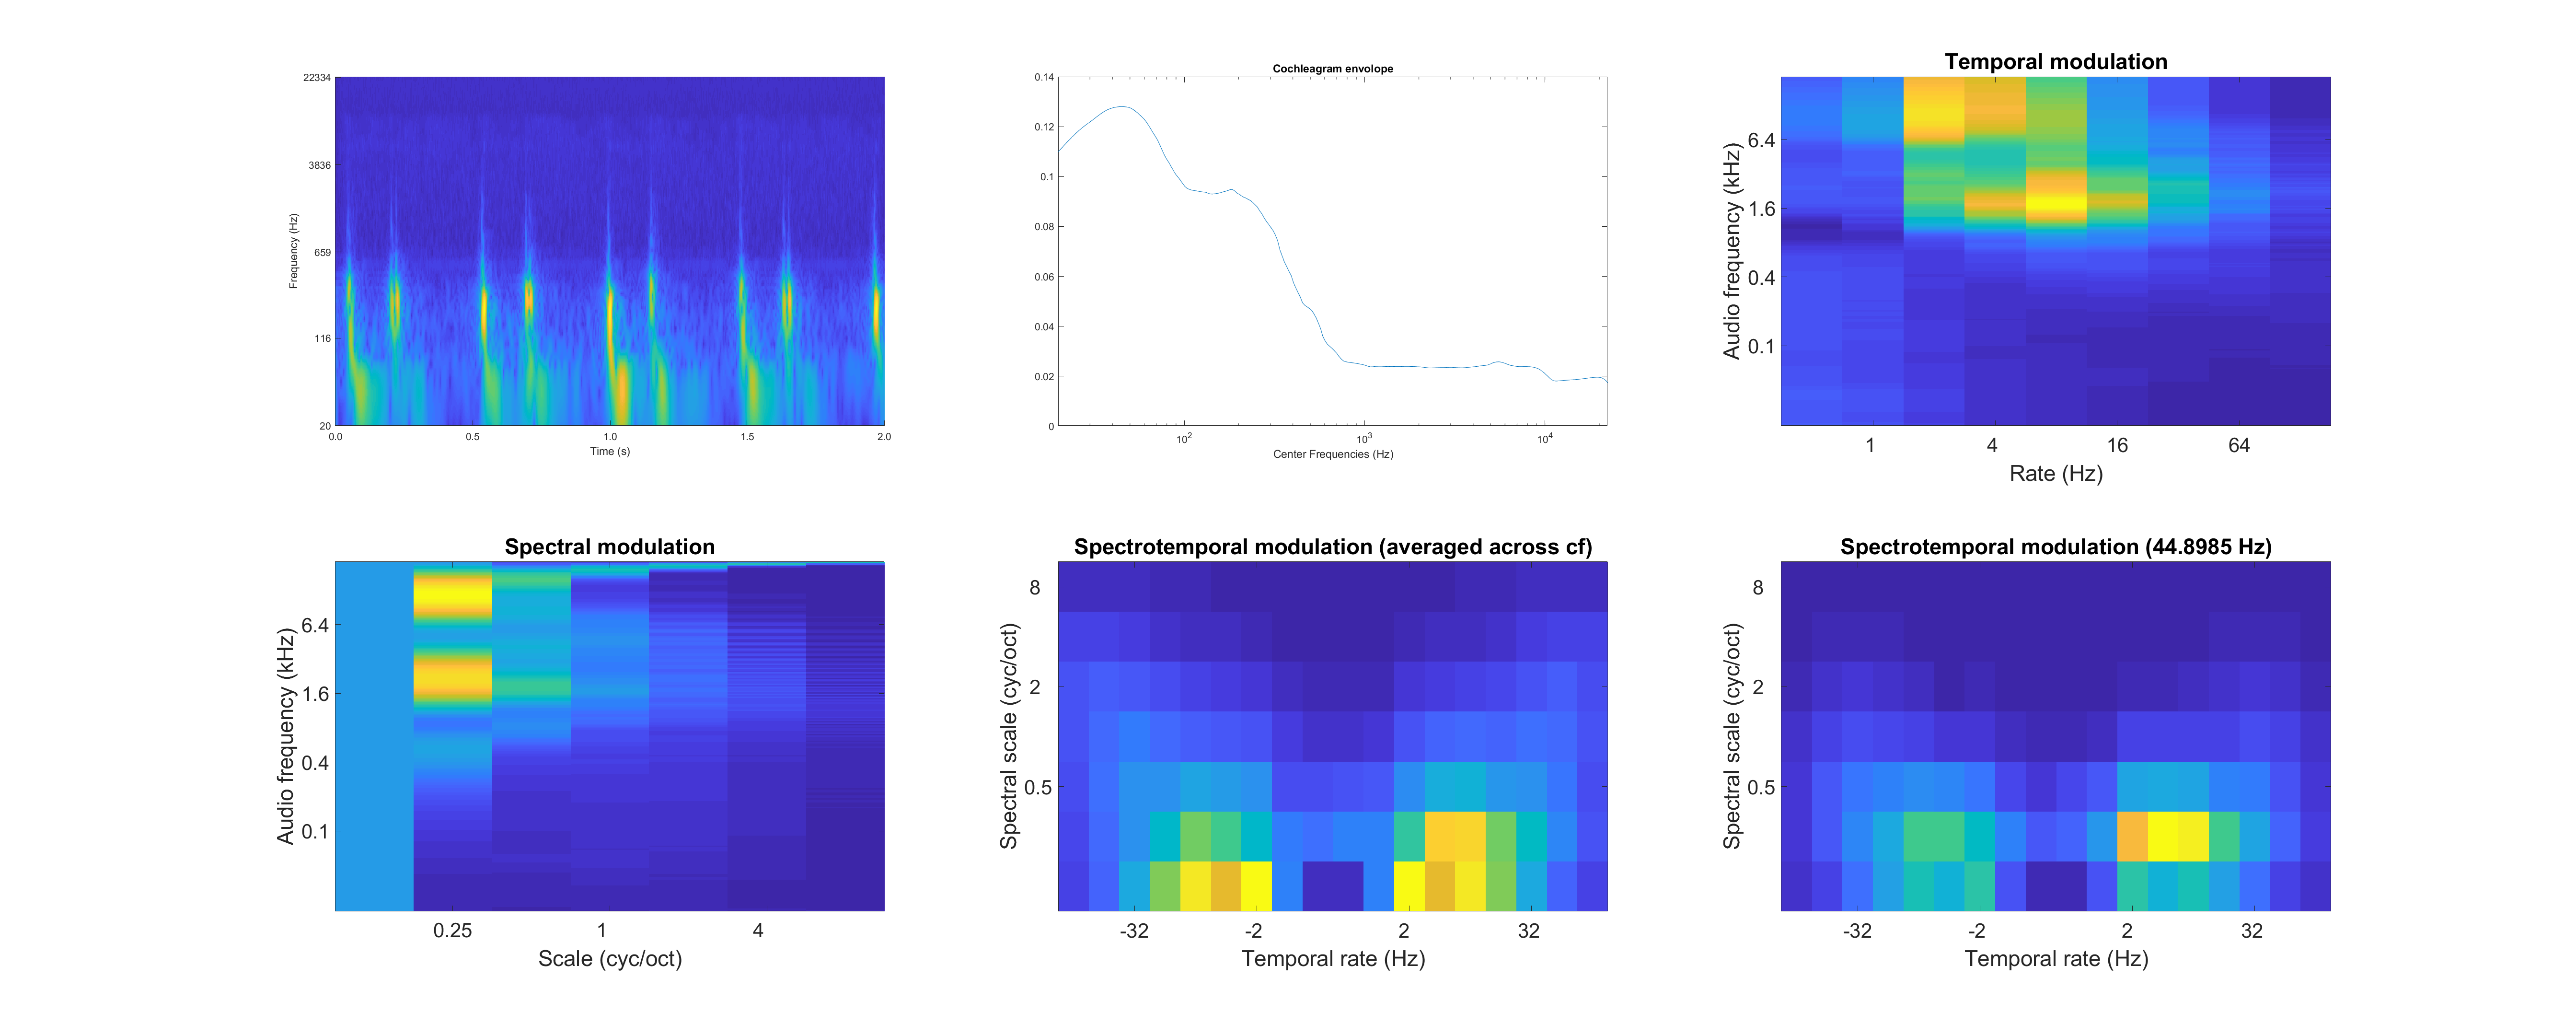 22334
3836
659
116
20
0.0 0.5 1.0 1.5 2.0
Frequency (Hz)
Time (s)
Cochleagram envolope
0.14
0.12
0.1
0.08
0.06
0.04
0.02
0
10^2 10^3 10^4
Center Frequencies (Hz)
Temporal modulation
6.4
1.6
0.4
0.1
Audio frequency (kHz)
1 4 16 64
Rate (Hz)
Spectral modulation
6.4
1.6
0.4
0.1
Audio frequency (kHz)
0.25 1 4
Scale (cyc/oct)
Spectrotemporal modulation (averaged across cf)
8
2
0.5
Spectral scale (cyc/oct)
-32 -2 2 32
Temporal rate (Hz)
Spectrotemporal modulation (44.8985 Hz)
8
2
0.5
Spectral scale (cyc/oct)
-32 -2 2 32
Temporal rate (Hz)